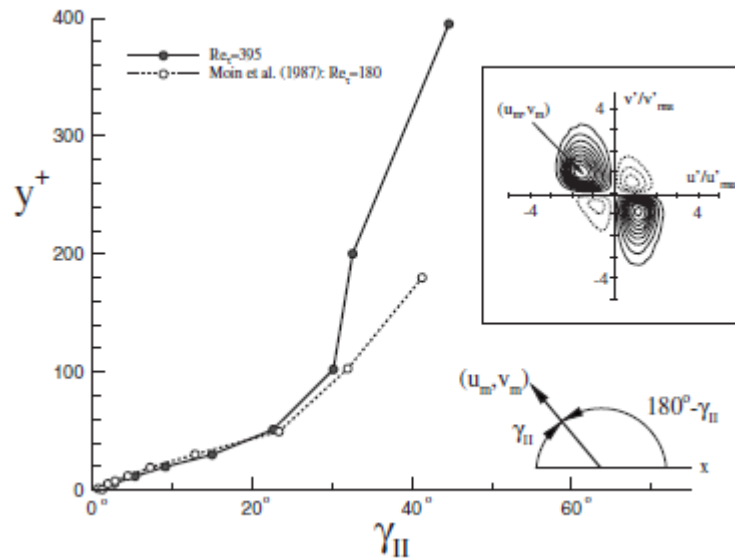 400
300
200
100
0
y⁺
0° 20° 40° 60°
γ_II
Re_τ=395
Moin et al. (1987): Re_τ=180
(u_m,v_m)
4 v'/v'_rms
u'/u'_rms
-4 4
-4
(u_m,v_m)
180°-γ_II
γ_II
x